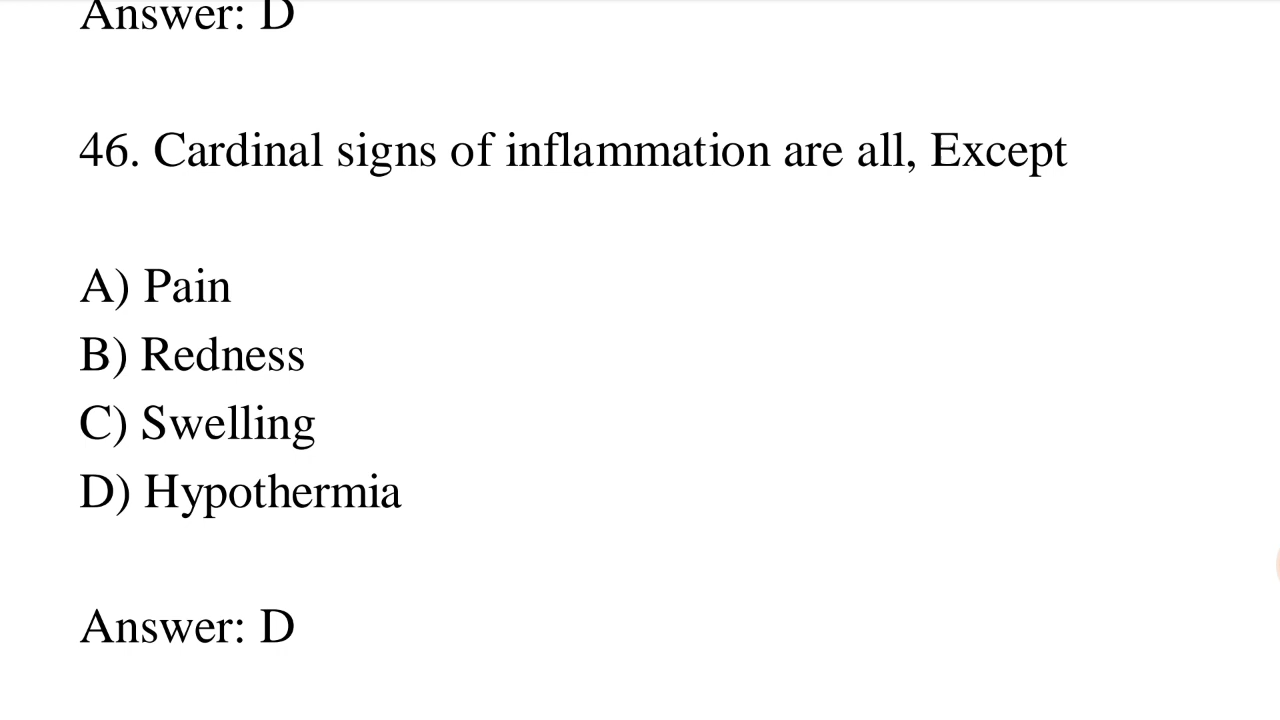 Answer: D
46. Cardinal signs of inflammation are all, Except
A) Pain
B) Redness
C) Swelling
D) Hypothermia
Answer: D